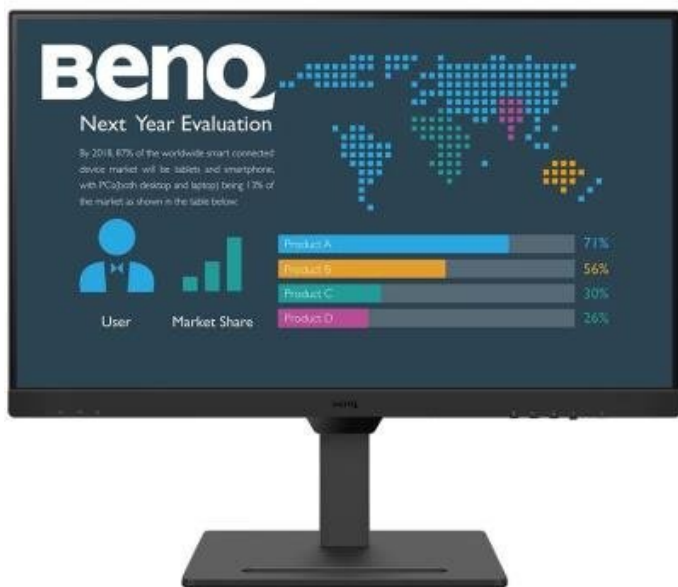 BenQ
Next Year Evaluation
By 2018, 87% of the worldwide smart connected
device market will be tablets and smartphone,
with PCs(both desktop and laptop) being 13% of
the market as shown in the table below:
Product A 71%
Product B 56%
Product C 30%
Product D 26%
User
Market Share
BenQ